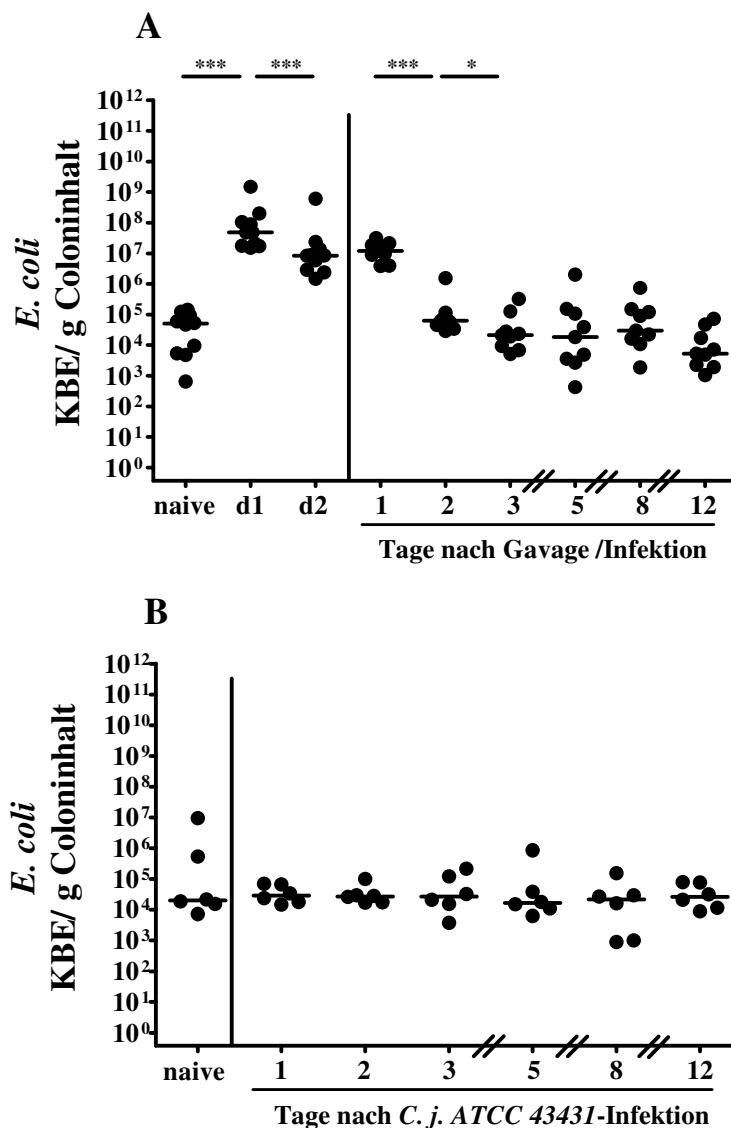 A
*** *** *** *
E. coli
KBE/ g Coloninhalt
10¹²
10¹¹
10¹⁰
10⁹
10⁸
10⁷
10⁶
10⁵
10⁴
10³
10²
10¹
10⁰
naive d1 d2 1 2 3 5 8 12
Tage nach Gavage /Infektion
B
E. coli
KBE/ g Coloninhalt
10¹²
10¹¹
10¹⁰
10⁹
10⁸
10⁷
10⁶
10⁵
10⁴
10³
10²
10¹
10⁰
naive 1 2 3 5 8 12
Tage nach C. j. ATCC 43431-Infektion